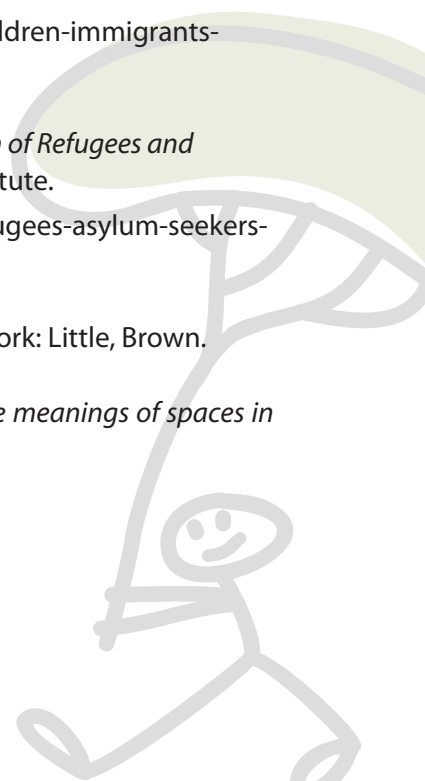 ldren-immigrants-
of Refugees and
tute.
ugees-asylum-seekers-
ork: Little, Brown.
e meanings of spaces in